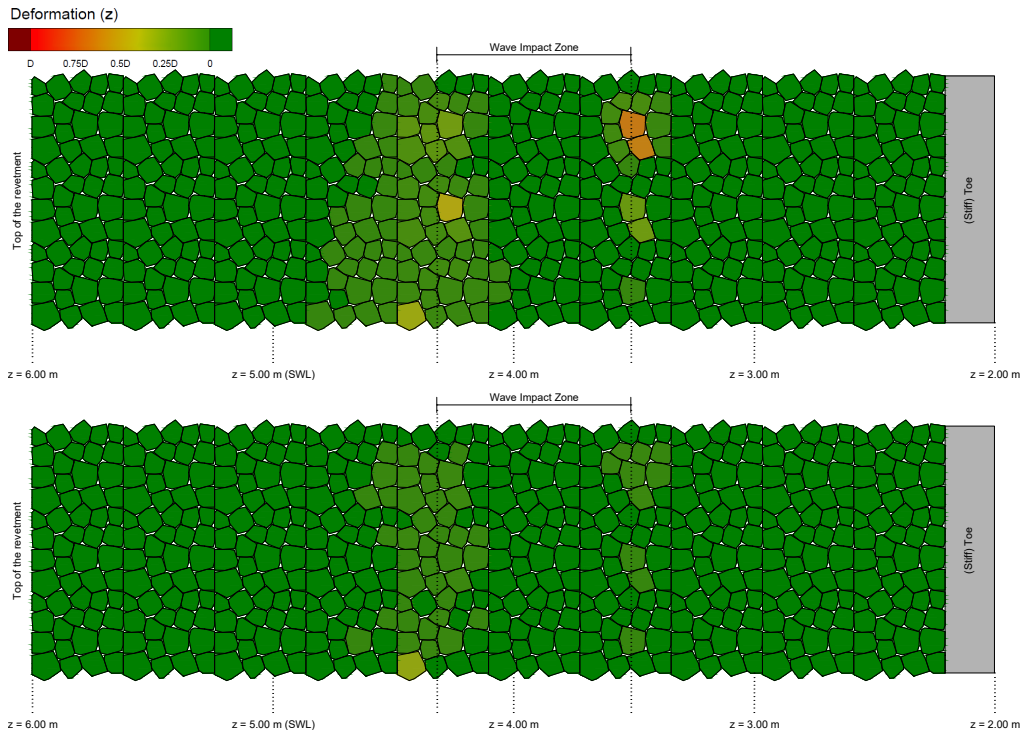 Deformation (z)
D 0.75D 0.5D 0.25D 0
Wave Impact Zone
Top of the revetment
(Stiff) Toe
z = 6.00 m z = 5.00 m (SWL) z = 4.00 m z = 3.00 m z = 2.00 m
Wave Impact Zone
Top of the revetment
(Stiff) Toe
z = 6.00 m z = 5.00 m (SWL) z = 4.00 m z = 3.00 m z = 2.00 m